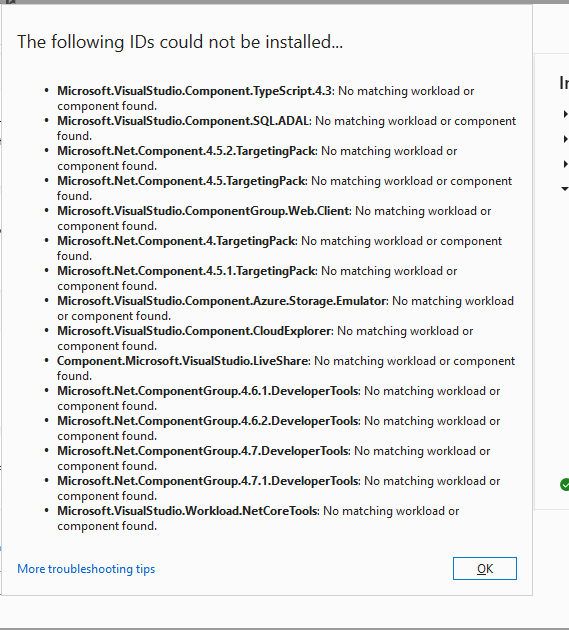 The following IDs could not be installed...
• Microsoft.VisualStudio.Component.TypeScript.4.3: No matching workload or
component found.
• Microsoft.VisualStudio.Component.SQL.ADAL: No matching workload or component
found.
• Microsoft.Net.Component.4.5.2.TargetingPack: No matching workload or
component found.
• Microsoft.Net.Component.4.5.TargetingPack: No matching workload or component
found.
• Microsoft.VisualStudio.ComponentGroup.Web.Client: No matching workload or
component found.
• Microsoft.Net.Component.4.TargetingPack: No matching workload or component
found.
• Microsoft.Net.Component.4.5.1.TargetingPack: No matching workload or
component found.
• Microsoft.VisualStudio.Component.Azure.Storage.Emulator: No matching workload
or component found.
• Microsoft.VisualStudio.Component.CloudExplorer: No matching workload or
component found.
• Component.Microsoft.VisualStudio.LiveShare: No matching workload or component
found.
• Microsoft.Net.ComponentGroup.4.6.1.DeveloperTools: No matching workload or
component found.
• Microsoft.Net.ComponentGroup.4.6.2.DeveloperTools: No matching workload or
component found.
• Microsoft.Net.ComponentGroup.4.7.DeveloperTools: No matching workload or
component found.
• Microsoft.Net.ComponentGroup.4.7.1.DeveloperTools: No matching workload or
component found.
• Microsoft.VisualStudio.Workload.NetCoreTools: No matching workload or
component found.
More troubleshooting tips
OK